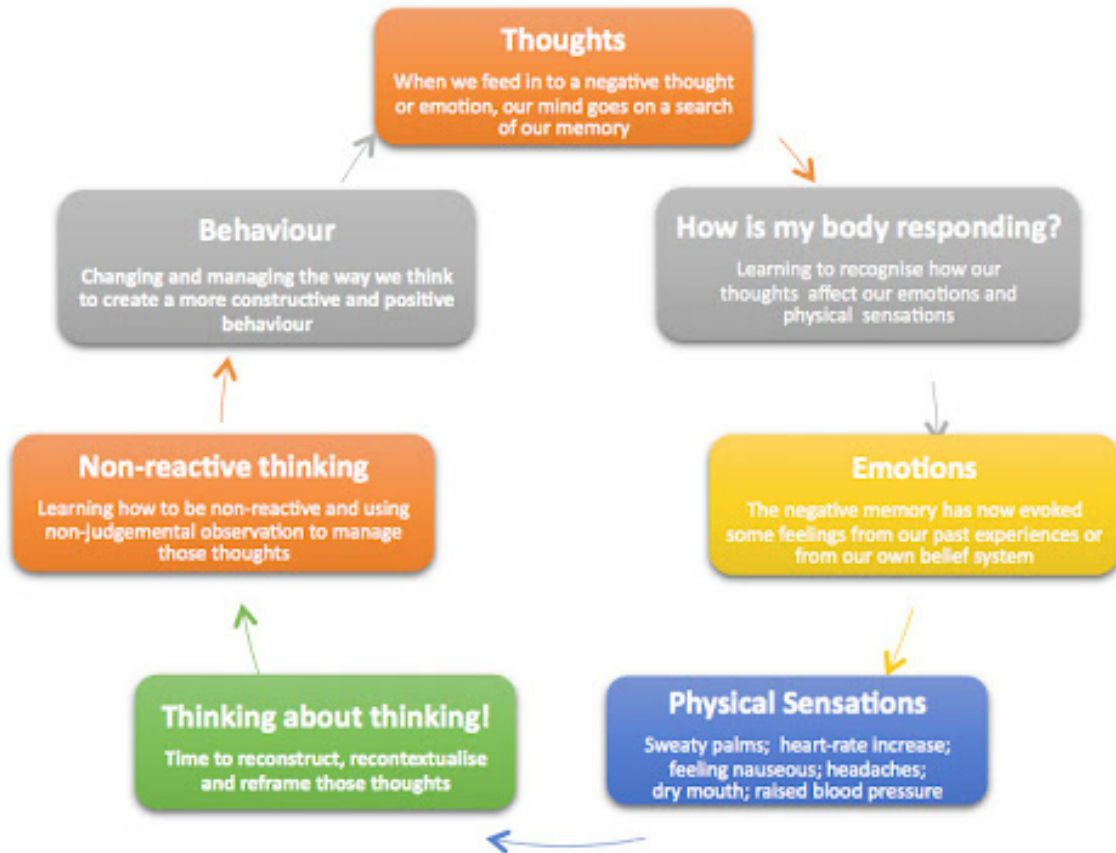 Thoughts
When we feed in to a negative thought
or emotion, our mind goes on a search
of our memory
How is my body responding?
Learning to recognise how our
thoughts affect our emotions and
physical sensations
Emotions
The negative memory has now evoked
some feelings from our past experiences or
from our own belief system
Physical Sensations
Sweaty palms; heart-rate increase;
feeling nauseous; headaches;
dry mouth; raised blood pressure
Thinking about thinking!
Time to reconstruct, recontextualise
and reframe those thoughts
Non-reactive thinking
Learning how to be non-reactive and using
non-judgemental observation to manage
those thoughts
Behaviour
Changing and managing the way we think
to create a more constructive and positive
behaviour